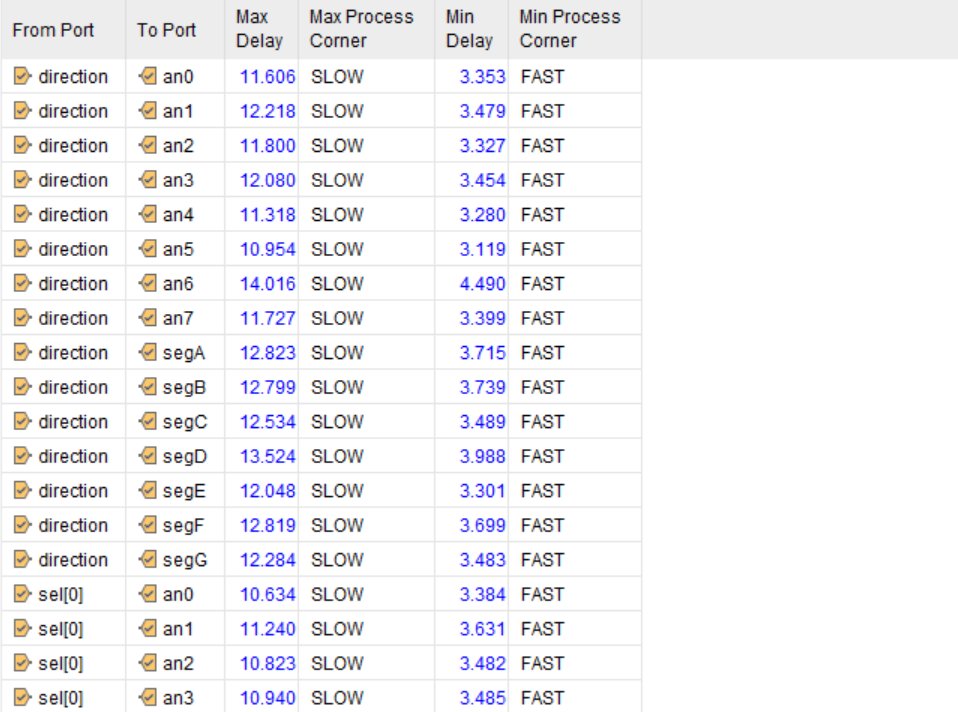 From Port To Port Max Delay Max Process Corner Min Delay Min Process Corner
direction an0 11.606 SLOW 3.353 FAST
direction an1 12.218 SLOW 3.479 FAST
direction an2 11.800 SLOW 3.327 FAST
direction an3 12.080 SLOW 3.454 FAST
direction an4 11.318 SLOW 3.280 FAST
direction an5 10.954 SLOW 3.119 FAST
direction an6 14.016 SLOW 4.490 FAST
direction an7 11.727 SLOW 3.399 FAST
direction segA 12.823 SLOW 3.715 FAST
direction segB 12.799 SLOW 3.739 FAST
direction segC 12.534 SLOW 3.489 FAST
direction segD 13.524 SLOW 3.988 FAST
direction segE 12.048 SLOW 3.301 FAST
direction segF 12.819 SLOW 3.699 FAST
direction segG 12.284 SLOW 3.483 FAST
sel[0] an0 10.634 SLOW 3.384 FAST
sel[0] an1 11.240 SLOW 3.631 FAST
sel[0] an2 10.823 SLOW 3.482 FAST
sel[0] an3 10.940 SLOW 3.485 FAST